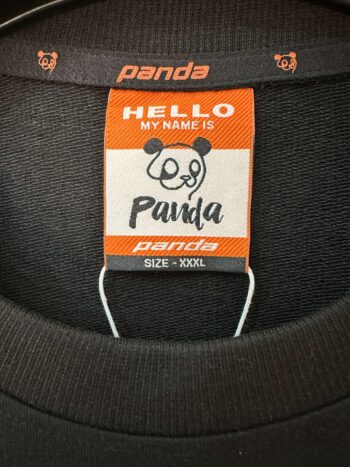 panda
HELLO
MY NAME IS
Panda
panda
SIZE - XXXL